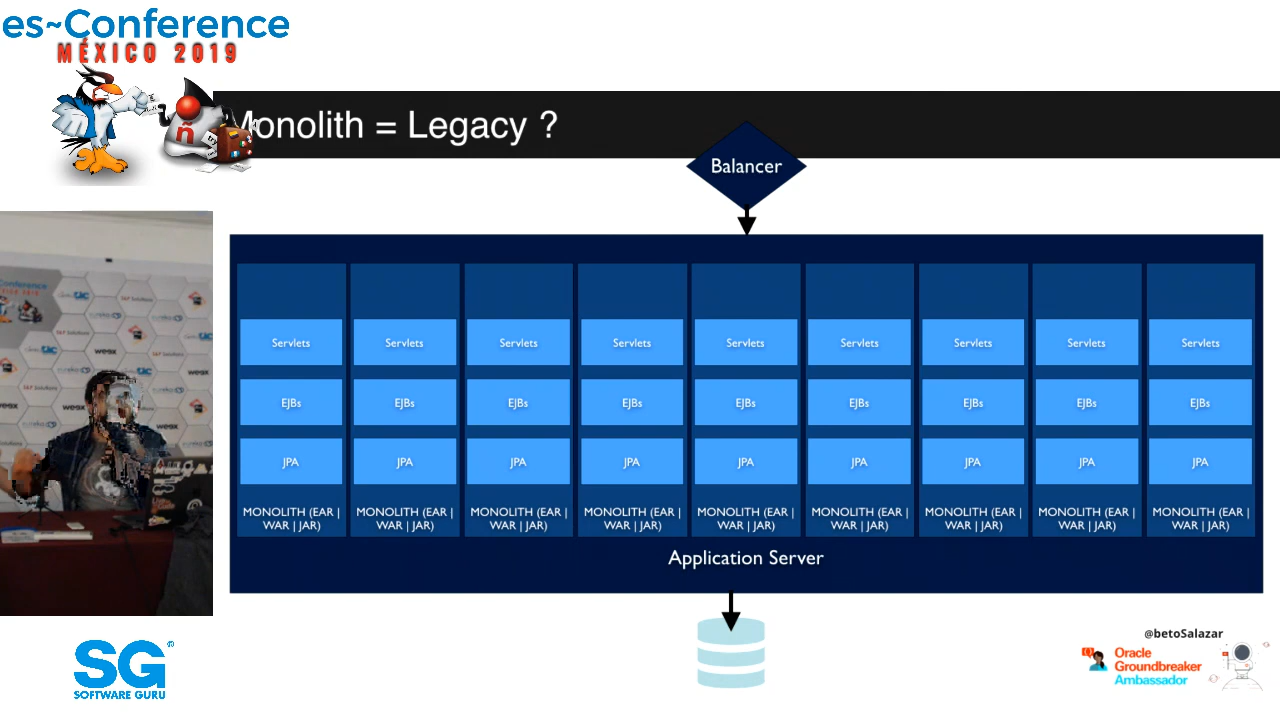 es~Conference
MÉXICO 2019
ñ
Monolith = Legacy ?
Balancer
Servlets Servlets Servlets Servlets Servlets Servlets Servlets Servlets Servlets
EJBs EJBs EJBs EJBs EJBs EJBs EJBs EJBs EJBs
JPA JPA JPA JPA JPA JPA JPA JPA JPA
MONOLITH (EAR | MONOLITH (EAR | MONOLITH (EAR | MONOLITH (EAR | MONOLITH (EAR | MONOLITH (EAR | MONOLITH (EAR | MONOLITH (EAR | MONOLITH (EAR |
WAR | JAR) WAR | JAR) WAR | JAR) WAR | JAR) WAR | JAR) WAR | JAR) WAR | JAR) WAR | JAR) WAR | JAR)
Application Server
@betoSalazar
Oracle
Groundbreaker
Ambassador
SG®
SOFTWARE GURU